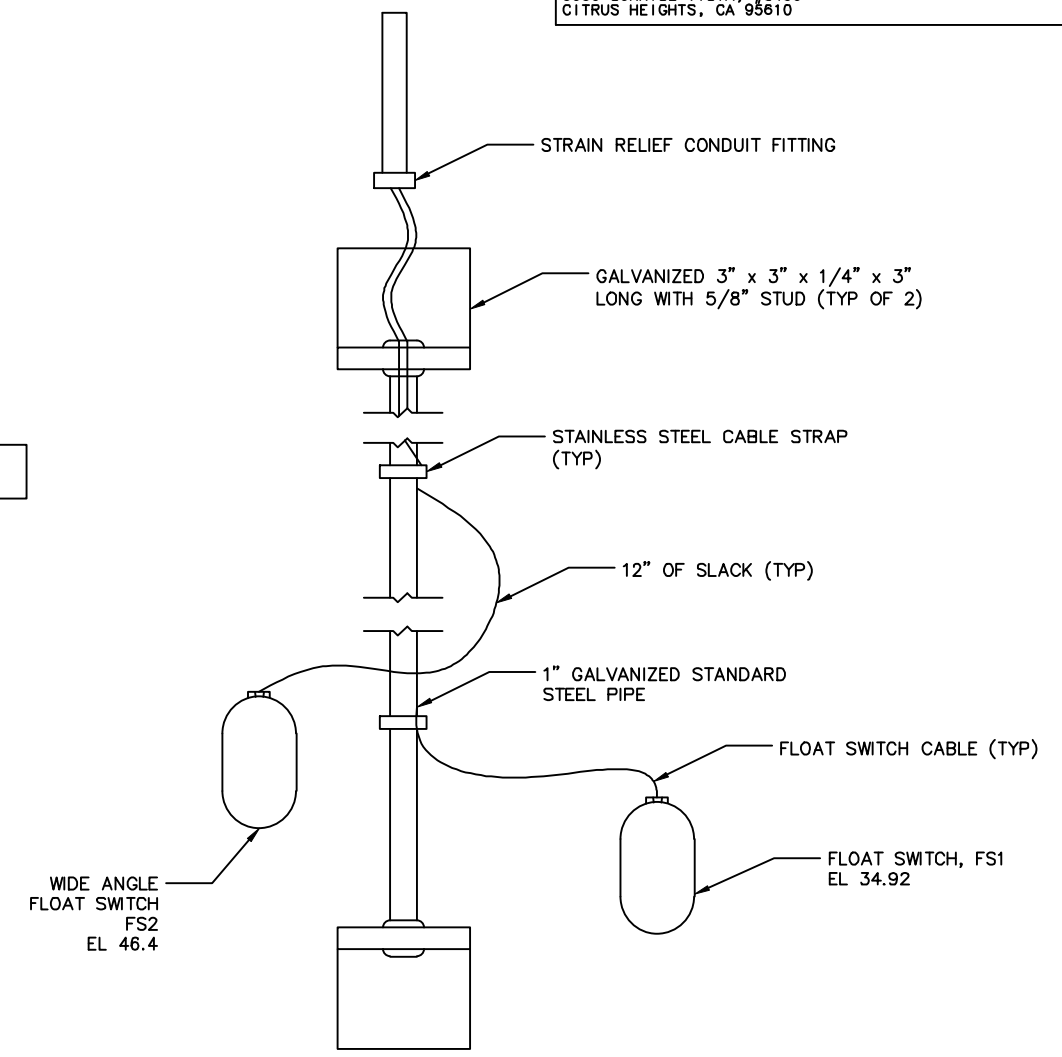 CITRUS HEIGHTS, CA 95610
STRAIN RELIEF CONDUIT FITTING
GALVANIZED 3" x 3" x 1/4" x 3"
LONG WITH 5/8" STUD (TYP OF 2)
STAINLESS STEEL CABLE STRAP
(TYP)
12" OF SLACK (TYP)
1" GALVANIZED STANDARD
STEEL PIPE
FLOAT SWITCH CABLE (TYP)
FLOAT SWITCH, FS1
EL 34.92
WIDE ANGLE
FLOAT SWITCH
FS2
EL 46.4